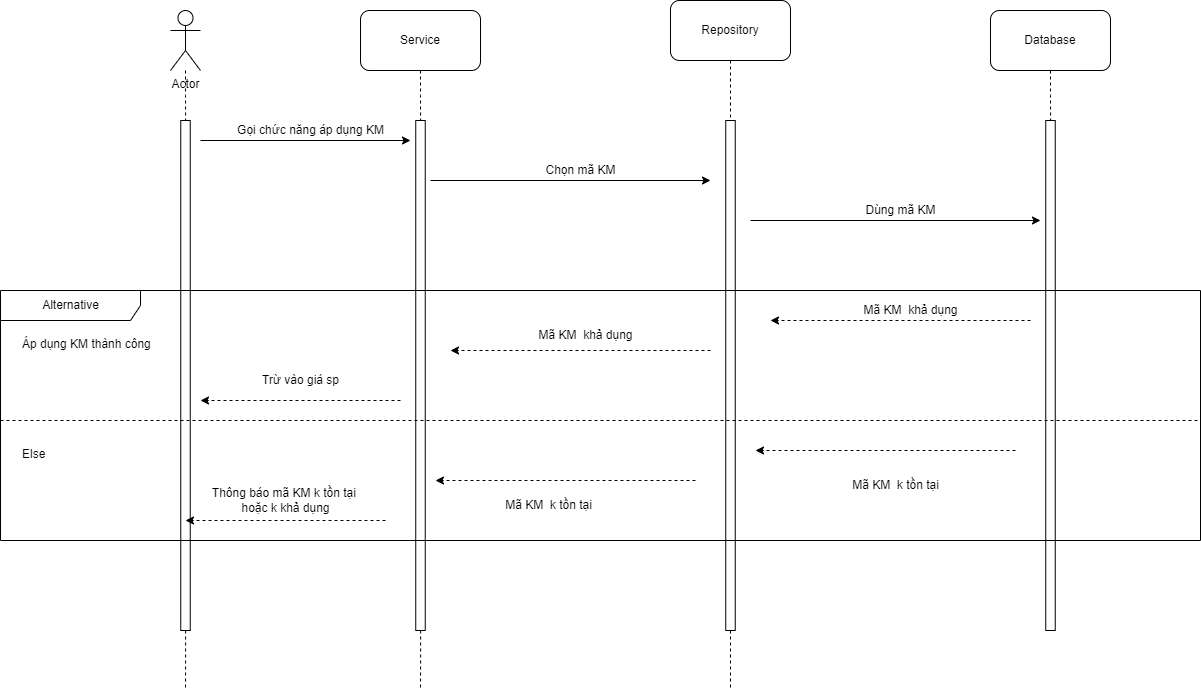 Actor
Service
Repository
Database
Gọi chức năng áp dụng KM
Chọn mã KM
Dùng mã KM
Alternative
Áp dụng KM thành công
Mã KM  khả dụng
Mã KM  khả dụng
Trừ vào giá sp
Else
Mã KM  k tồn tại
Mã KM  k tồn tại
Thông báo mã KM k tồn tại
hoặc k khả dụng